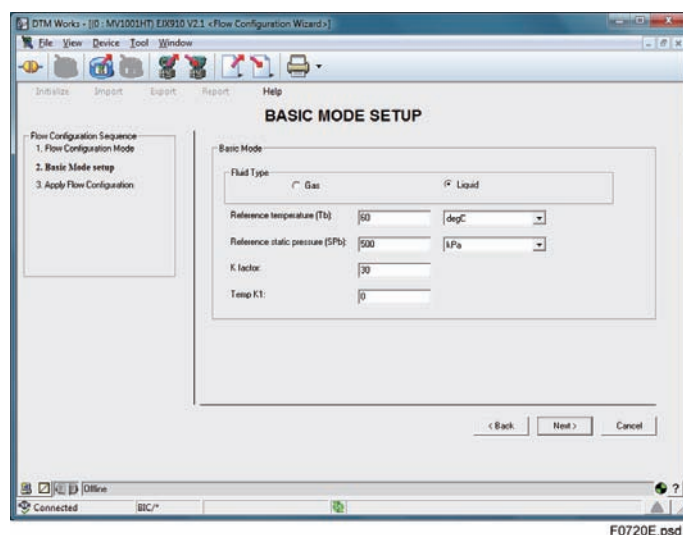 DTM Works - [(0 : MV1001HT) EJX910 V2.1 <Flow Configuration Wizard>]
File View Device Tool Window
Initialize Import Export Report Help
BASIC MODE SETUP
Flow Configuration Sequence
1. Flow Configuration Mode
2. Basic Mode setup
3. Apply Flow Configuration
Basic Mode
Fluid Type
Gas Liquid
Reference temperature (Tb): 60 degC
Reference static pressure (SPb): 500 kPa
K factor: 30
Temp K1: 0
< Back Next > Cancel
Offline ?
Connected BIC/*
F0720E.psd